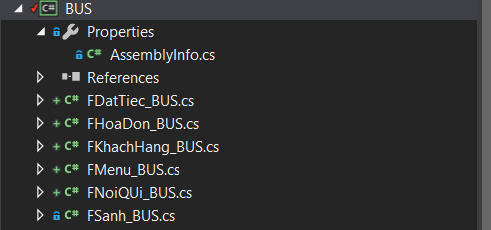 C# BUS
Properties
C# AssemblyInfo.cs
References
C# FDatTiec_BUS.cs
C# FHoaDon_BUS.cs
C# FKhachHang_BUS.cs
C# FMenu_BUS.cs
C# FNoiQUi_BUS.cs
C# FSanh_BUS.cs